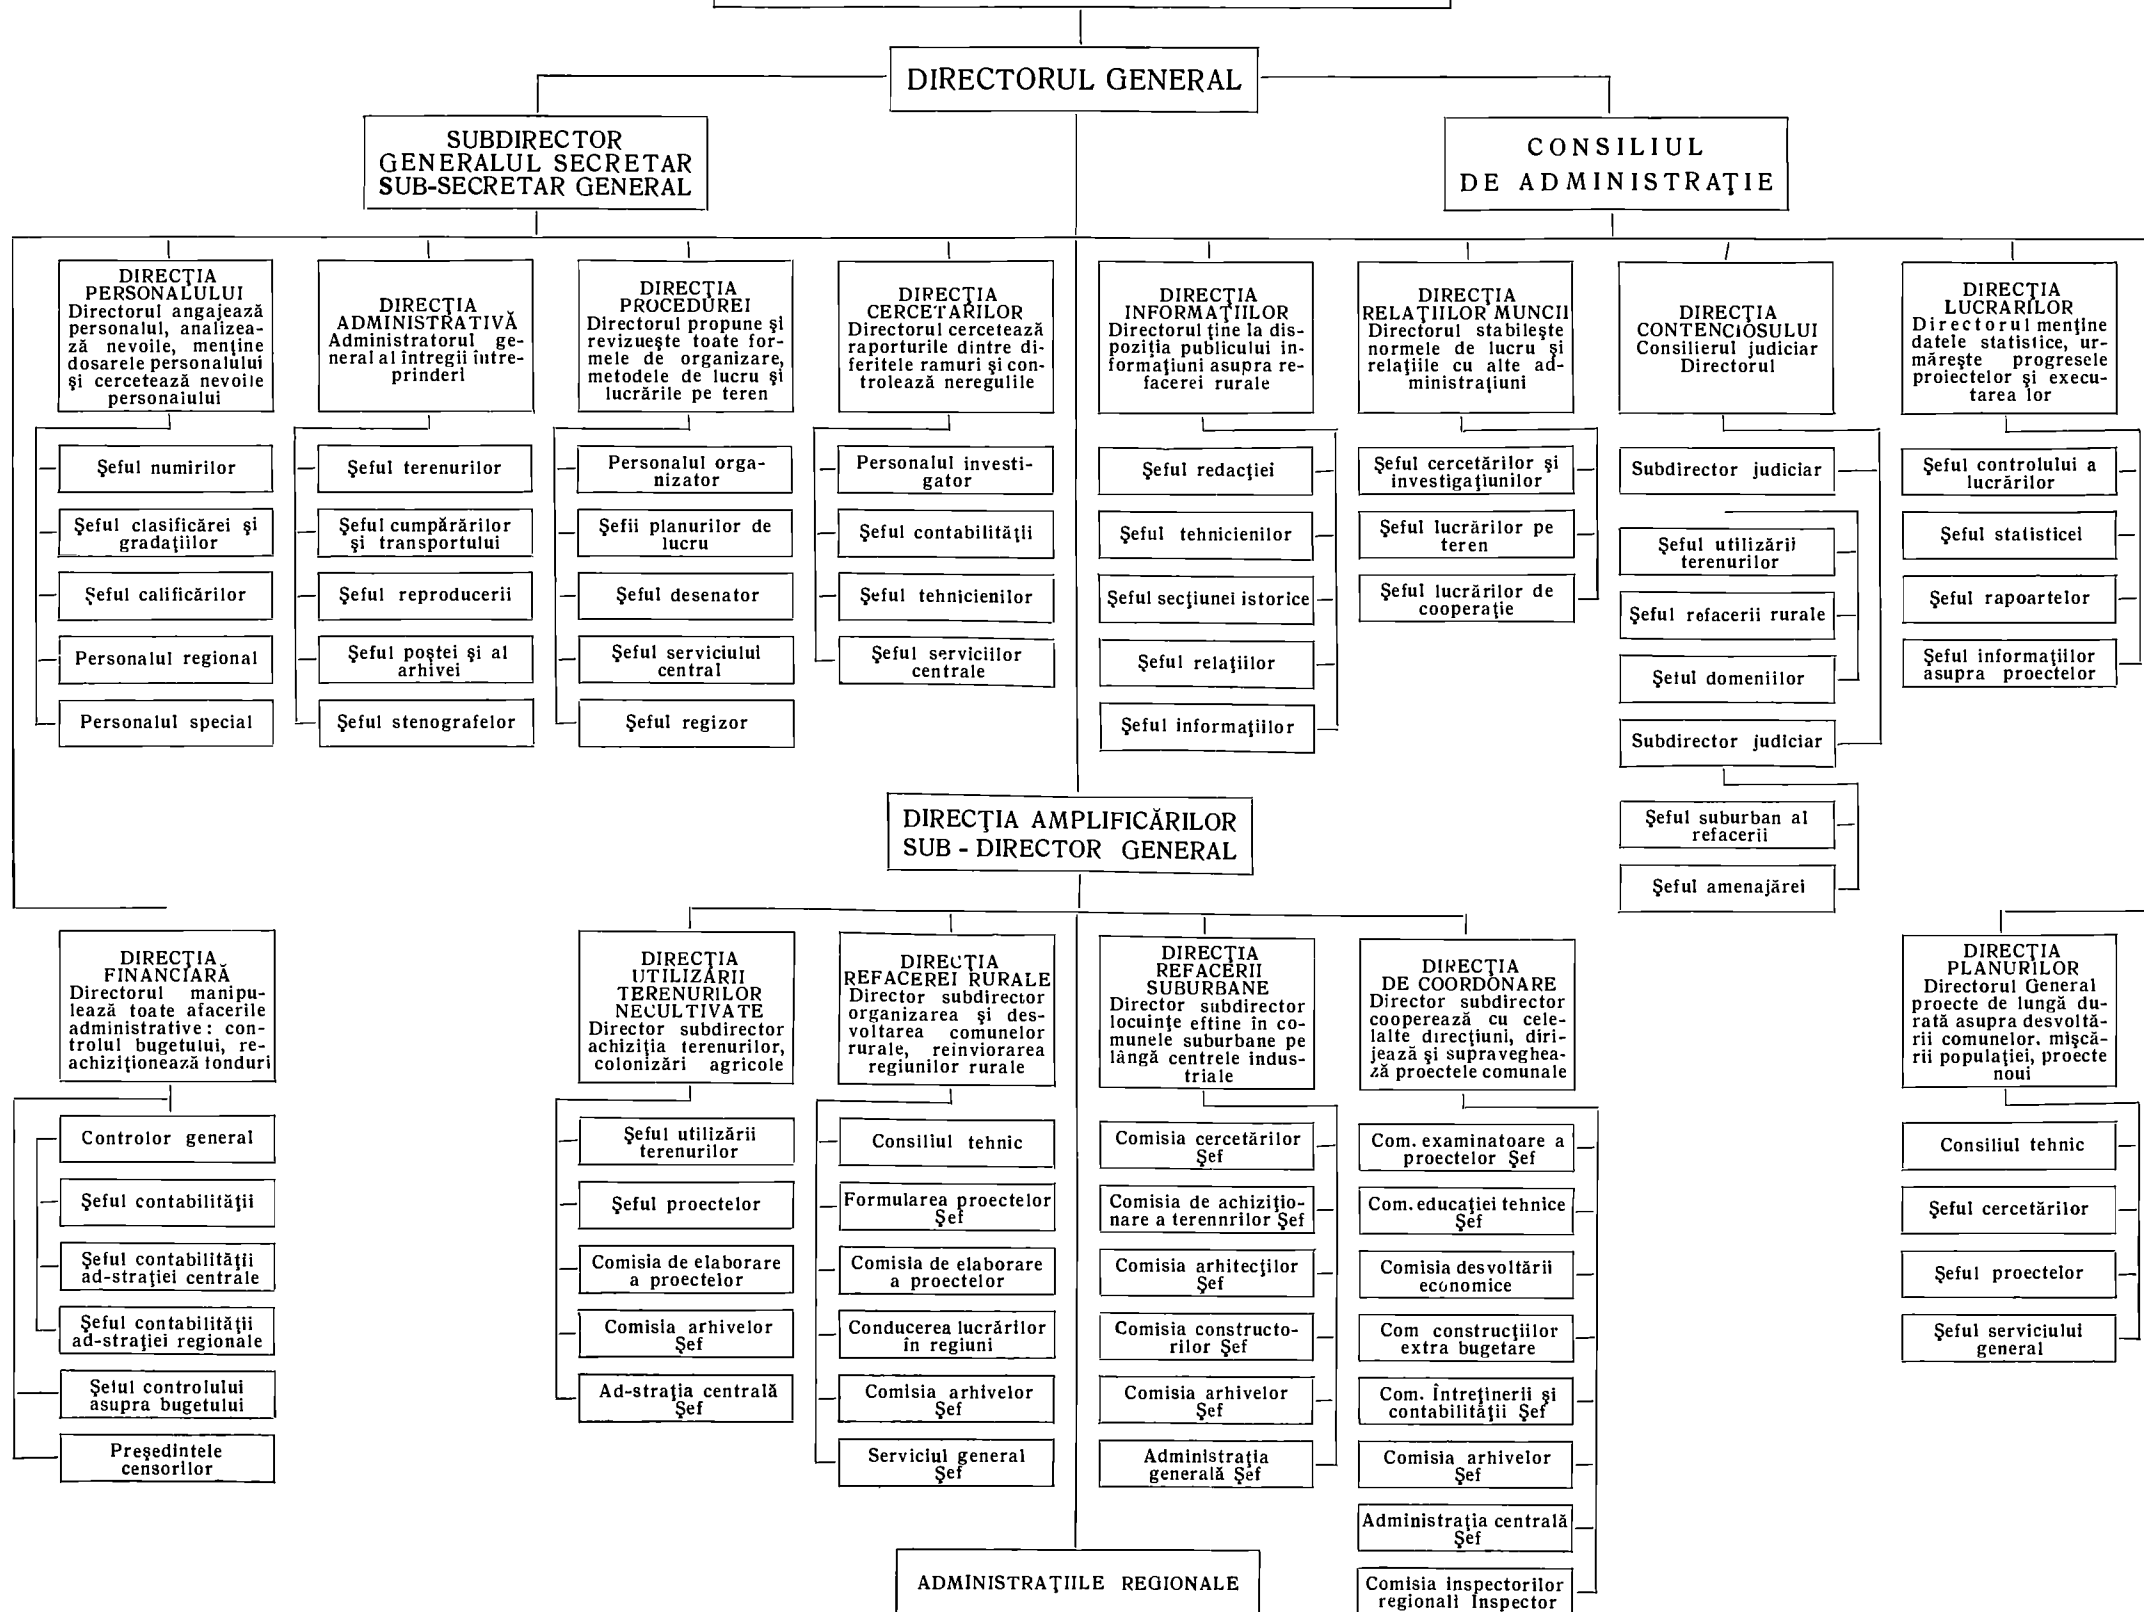 DIRECTORUL GENERAL
SUBDIRECTOR
GENERALUL SECRETAR
SUB-SECRETAR GENERAL
CONSILIUL
DE ADMINISTRAŢIE
DIRECŢIA
PERSONALULUI
Directorul angajează
personalul, analizea-
ză nevoile, menţine
dosarele personalului
şi cercetează nevoile
personaiului
Şeful numirilor
Şeful clasificărei şi
gradaţiilor
Şeful calificărilor
Personalul regional
Personalul special
DIRECŢIA
ADMINISTRATIVĂ
Administratorul ge-
neral al întregii între-
prinderi
Şeful terenurilor
Şeful cumpărărilor
şi transportului
Şeful reproducerii
Şeful poştei şi al
arhivei
Şeful stenografelor
DIRECŢIA
PROCEDUREI
Directorul propune şi
revizueşte toate for-
mele de organizare,
metodele de lucru şi
lucrările pe teren
Personalul orga-
nizator
Şefii planurilor de
lucru
Şeful desenator
Şeful serviciului
central
Şeful regizor
DIRECŢIA
CERCETARILOR
Directorul cercetează
raporturile dintre di-
feritele ramuri şi con-
trolează neregulile
Personalul investi-
gator
Şeful contabilităţii
Şeful tehnicienilor
Şeful serviciilor
centrale
DIRECŢIA
INFORMAŢIILOR
Directorul ţine la dis-
poziţia publicului in-
formaţiuni asupra re-
facerei rurale
Şeful redacţiei
Şeful tehnicienilor
Şeful secţiunei istorice
Şeful relaţiilor
Şeful informaţiilor
DIRECŢIA
RELAŢIILOR MUNCII
Directorul stabileşte
normele de lucru şi
relaţiile cu alte ad-
ministraţiuni
Şeful cercetărilor şi
investigaţiunilor
Şeful lucrărilor pe
teren
Şeful lucrărilor de
cooperaţie
DIRECŢIA
CONTENCIOSULUI
Consilierul judiciar
Directorul
Subdirector judiciar
Şeful utilizării
terenurilor
Şeful refacerii rurale
Şetul domeniilor
Subdirector judiciar
Şeful suburban al
refacerii
Şeful amenajărei
DIRECŢIA
LUCRARILOR
Directorul menţine
datele statistice, ur-
măreşte progresele
proiectelor şi execu-
tarea lor
Şeful controlului a
lucrărilor
Şeful statisticei
Şeful rapoartelor
Şeful informaţiilor
asupra proectelor
DIRECŢIA AMPLIFICĂRILOR
SUB - DIRECTOR GENERAL
DIRECŢIA
FINANCIARĂ
Directorul manipu-
lează toate afacerile
administrative: con-
trolul bugetului, re-
achiziţionează tonduri
Controlor general
Şeful contabilităţii
Şeful contabilităţii
ad-straţiei centrale
Şeful contabilităţii
ad-straţiei regionale
Şetul controlului
asupra bugetului
Preşedintele
censorilor
DIRECŢIA
UTILIZĂRII
TERENURILOR
NECULTIVATE
Director subdirector
achiziţia terenurilor,
colonizări agricole
Şeful utilizării
terenurilor
Şeful proectelor
Comisia de elaborare
a proectelor
Comisia arhivelor
Şef
Ad-straţia centrală
Şef
DIRECŢIA
REFACEREI RURALE
Director subdirector
organizarea şi des-
voltarea comunelor
rurale, reinviorarea
regiunilor rurale
Consiliul tehnic
Formularea proectelor
Şef
Comisia de elaborare
a proectelor
Conducerea lucrărilor
în regiuni
Comisia arhivelor
Şef
Serviciul general
Şef
DIRECŢIA
REFACERII
SUBURBANE
Director subdirector
locuinţe eftine în co-
munele suburbane pe
lângă centrele indus-
triale
Comisia cercetărilor
Şef
Comisia de achiziţio-
nare a terennrilor Şef
Comisia arhitecţilor
Şef
Comisia constructo-
rilor Şef
Comisia arhivelor
Şef
Administraţia
generală Şef
DIRECŢIA
DE COORDONARE
Director subdirector
cooperează cu cele-
lalte direcţiuni, diri-
jează şi supraveghea-
ză proectele comunale
Com. examinatoare a
proectelor Şef
Com. educaţiei tehnice
Şef
Comisia desvoltării
economice
Com construcţiilor
extra bugetare
Com. Întreţinerii şi
contabilităţii Şef
Comisia arhivelor
Şef
Administraţia centrală
Şef
Comisia inspectorilor
regionali Inspector
DIRECŢIA
PLANURILOR
Directorul General
proecte de lungă du-
rată asupra desvoltă-
rii comunelor. mişcă-
rii populaţiei, proecte
noui
Consiliul tehnic
Şeful cercetărilor
Şeful proectelor
Şeful serviciului
general
ADMINISTRAŢIILE REGIONALE